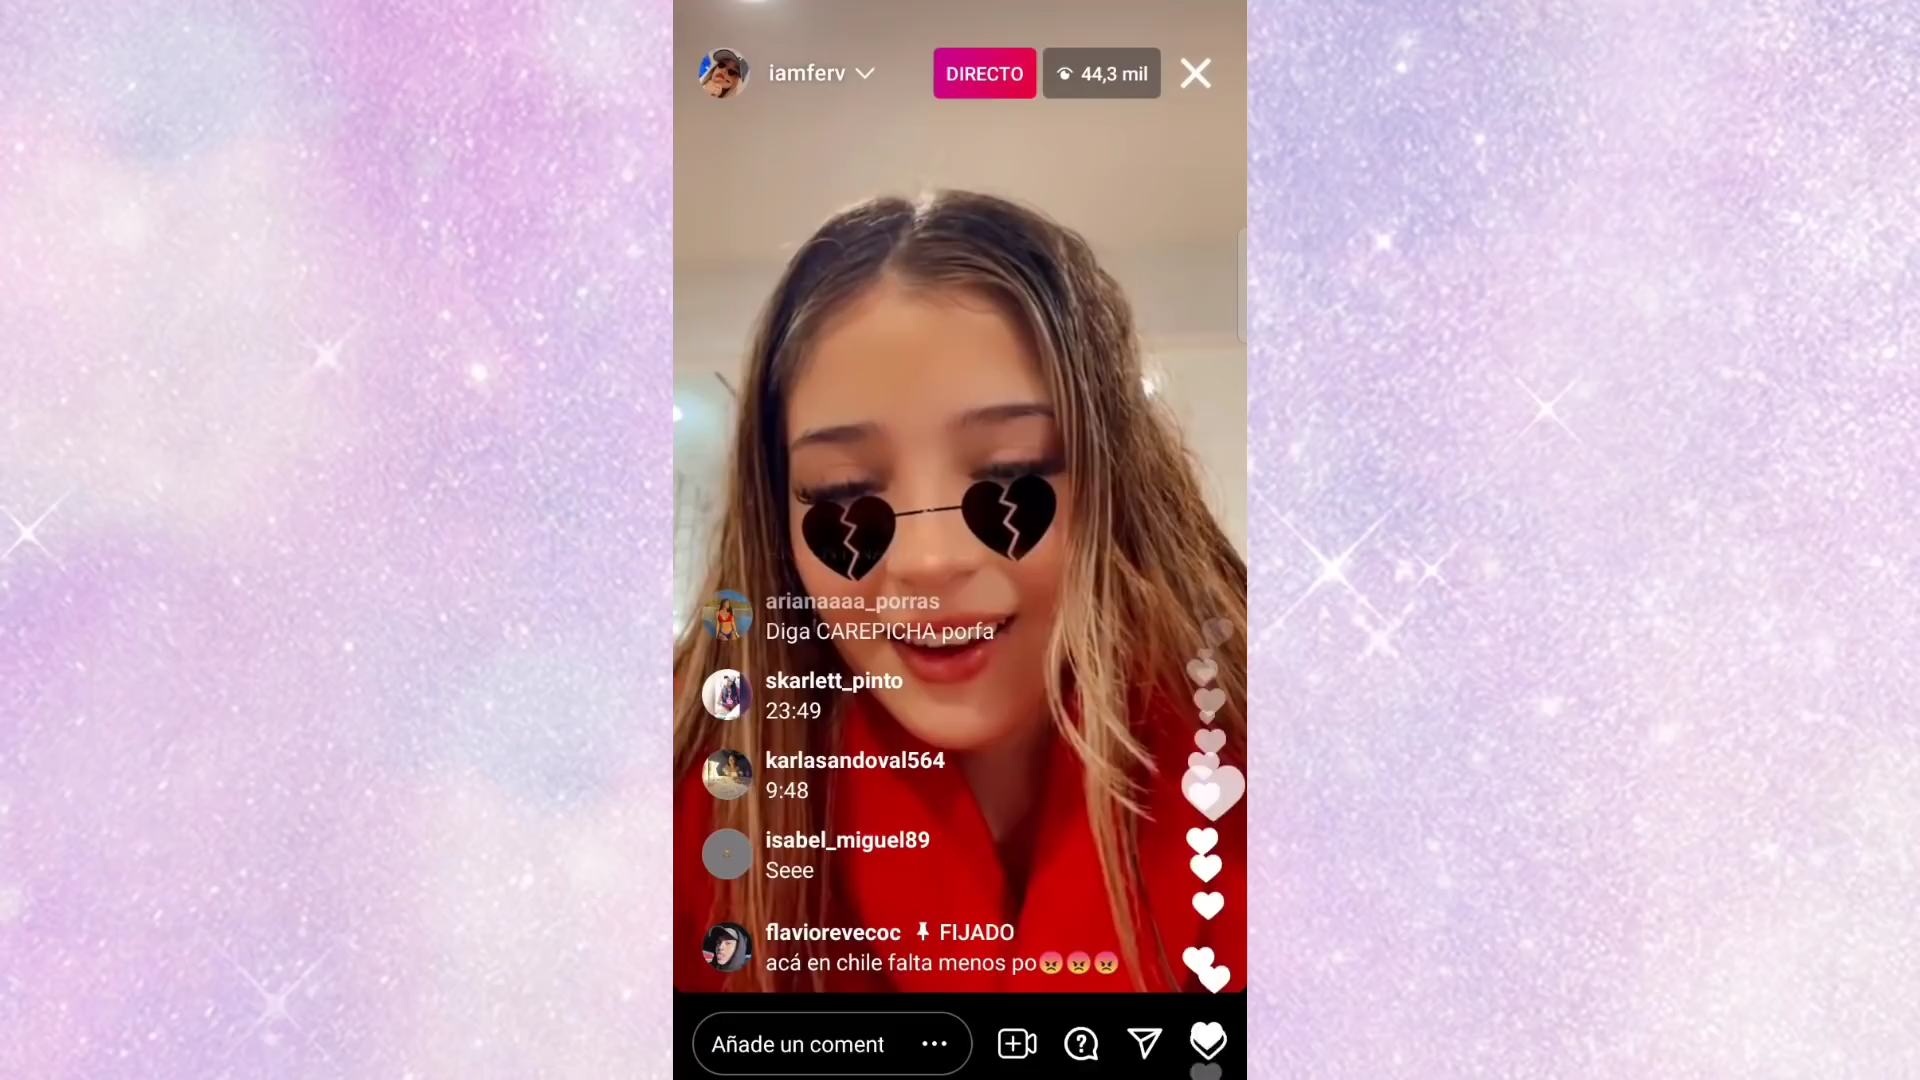 iamferv
DIRECTO
44,3 mil
arianaaaa_porras
Diga CAREPICHA porfa
skarlett_pinto
23:49
karlasandoval564
9:48
isabel_miguel89
Seee
flaviorevecoc FIJADO
acá en chile falta menos po😡😡😡
Añade un coment